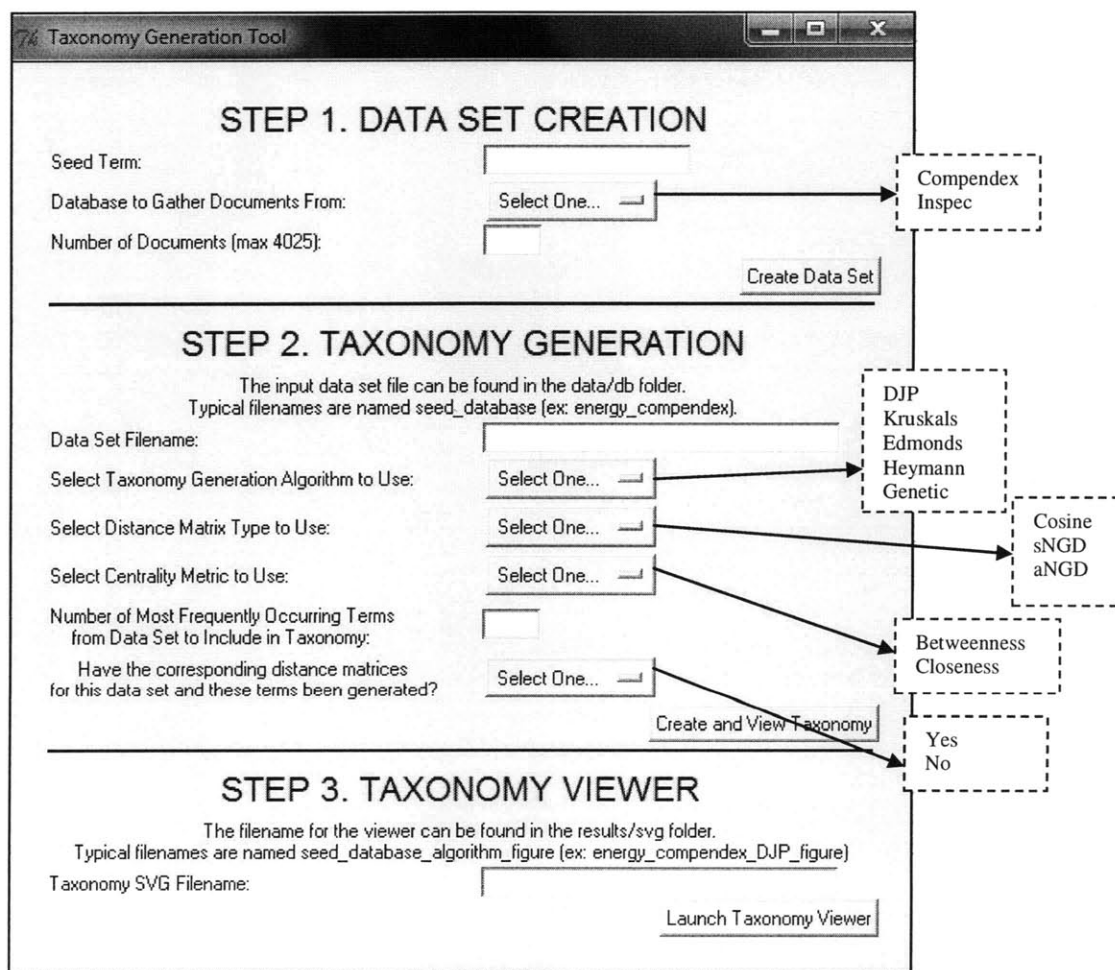 Tk Taxonomy Generation Tool
STEP 1. DATA SET CREATION
Seed Term:
Database to Gather Documents From: Select One...
Compendex
Inspec
Number of Documents (max 4025):
Create Data Set
STEP 2. TAXONOMY GENERATION
The input data set file can be found in the data/db folder.
Typical filenames are named seed_database (ex: energy_compendex).
Data Set Filename:
Select Taxonomy Generation Algorithm to Use: Select One...
DJP
Kruskals
Edmonds
Heymann
Genetic
Select Distance Matrix Type to Use: Select One...
Cosine
sNGD
aNGD
Select Centrality Metric to Use: Select One...
Betweenness
Closeness
Number of Most Frequently Occurring Terms
from Data Set to Include in Taxonomy:
Have the corresponding distance matrices
for this data set and these terms been generated? Select One...
Yes
No
Create and View Taxonomy
STEP 3. TAXONOMY VIEWER
The filename for the viewer can be found in the results/svg folder.
Typical filenames are named seed_database_algorithm_figure (ex: energy_compendex_DJP_figure)
Taxonomy SVG Filename:
Launch Taxonomy Viewer